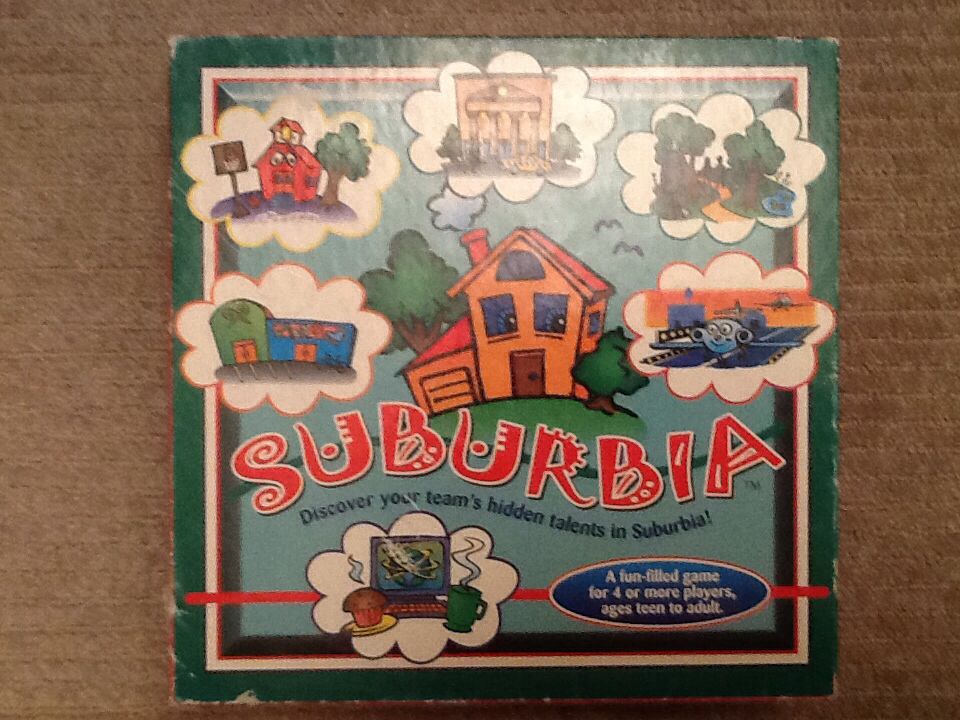 SUBURBIA™
Discover your team's hidden talents in Suburbia!
A fun-filled game
for 4 or more players,
ages teen to adult.